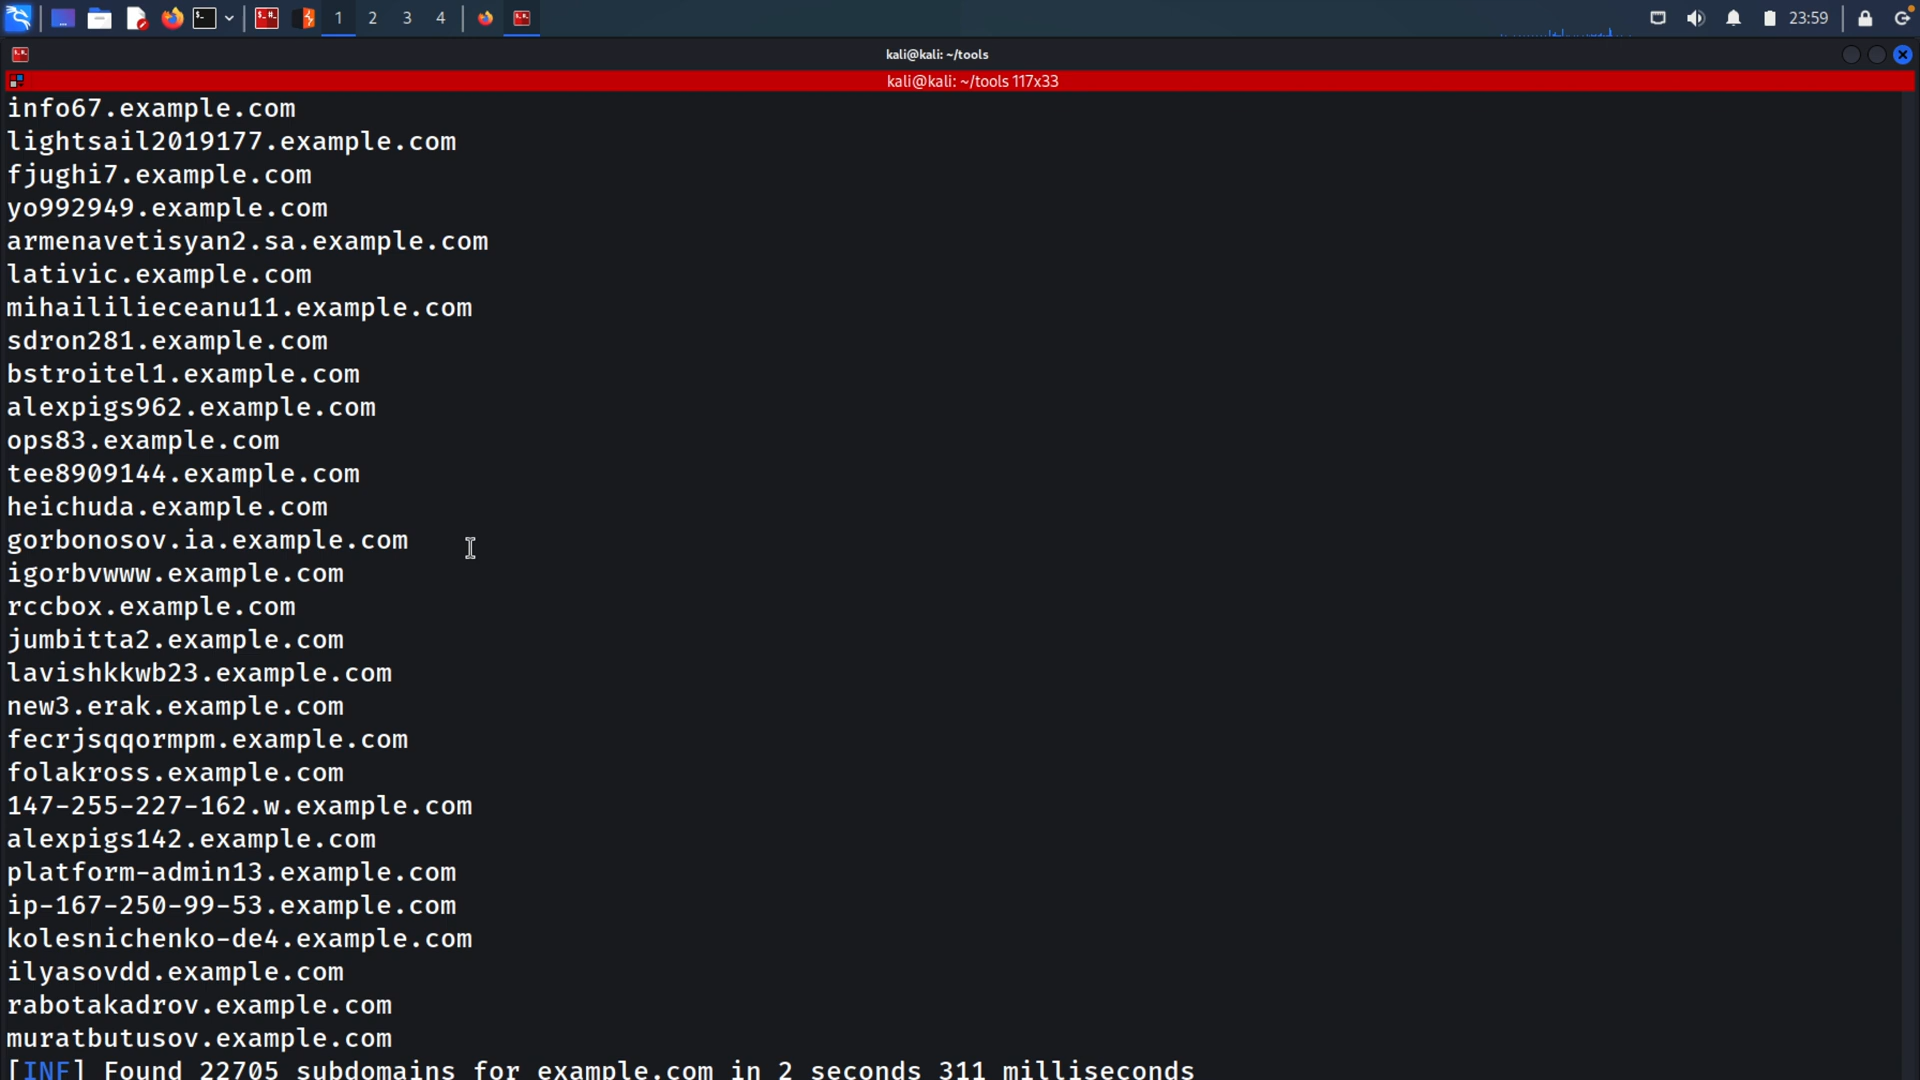 1 2 3 4 23:59
kali@kali: ~/tools
kali@kali: ~/tools 117x33
info67.example.com
lightsail2019177.example.com
fjughi7.example.com
yo992949.example.com
armenavetisyan2.sa.example.com
lativic.example.com
mihaililieceanu11.example.com
sdron281.example.com
bstroitel1.example.com
alexpigs962.example.com
ops83.example.com
tee8909144.example.com
heichuda.example.com
gorbonosov.ia.example.com
igorbvwww.example.com
rccbox.example.com
jumbitta2.example.com
lavishkkwb23.example.com
new3.erak.example.com
fecrjsqqormpm.example.com
folakross.example.com
147-255-227-162.w.example.com
alexpigs142.example.com
platform-admin13.example.com
ip-167-250-99-53.example.com
kolesnichenko-de4.example.com
ilyasovdd.example.com
rabotakadrov.example.com
muratbutusov.example.com
[INF] Found 22705 subdomains for example.com in 2 seconds 311 milliseconds